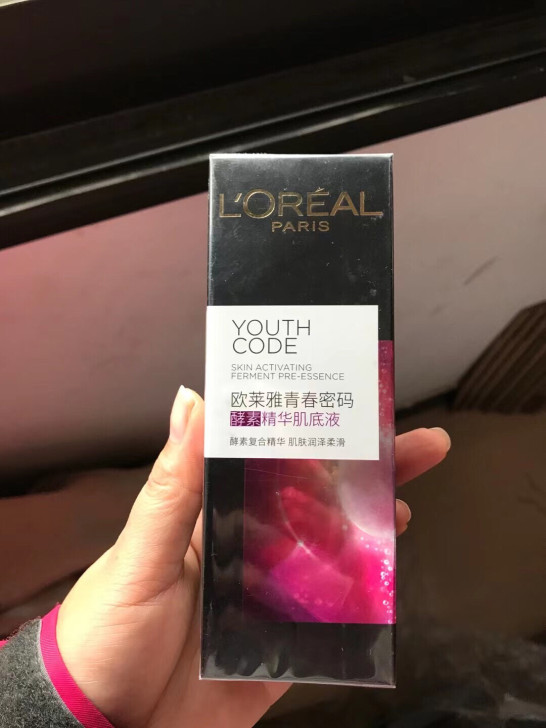 L'ORÉAL
PARIS
YOUTH
CODE
SKIN ACTIVATING
FERMENT PRE-ESSENCE
欧莱雅青春密码
酵素精华肌底液
酵素复合精华 肌肤润泽柔滑